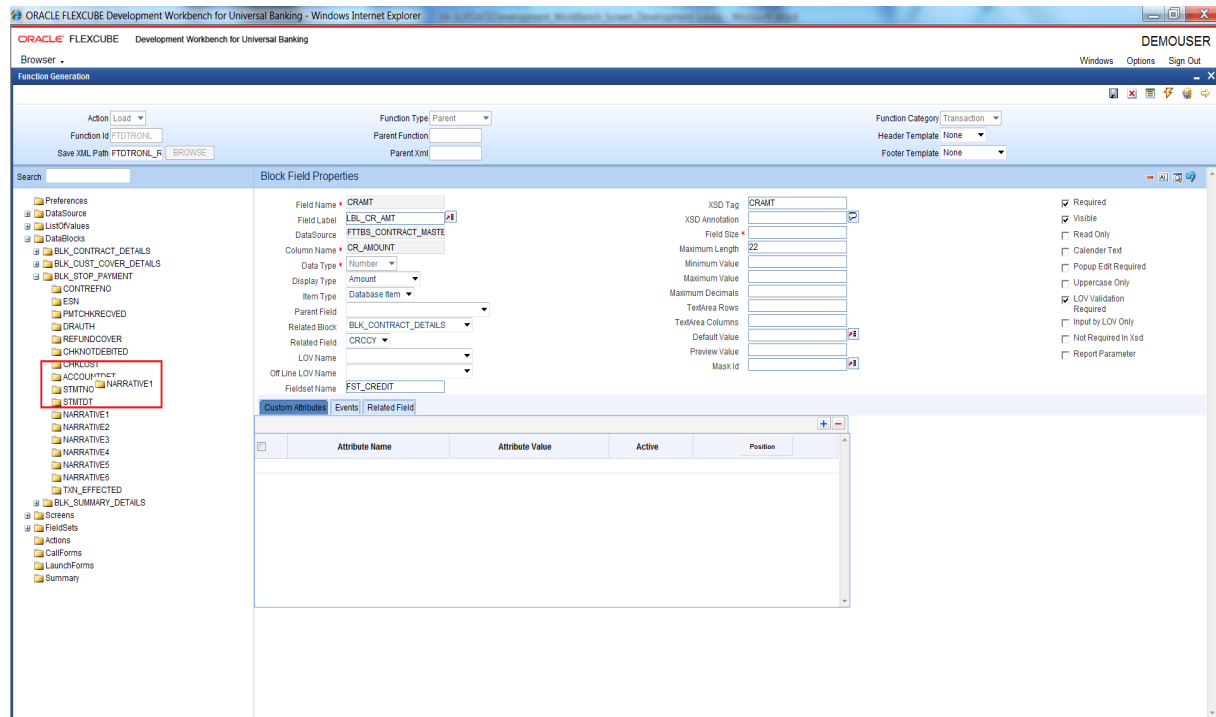 ORACLE FLEXCUBE Development Workbench for Universal Banking - Windows Internet Explorer
ORACLE FLEXCUBE Development Workbench for Universal Banking
DEMOUSER
Browser
Windows Options Sign Out
Function Generation
Action Load
Function Type Parent
Function Category Transaction
Function Id FTDTRONL
Parent Function
Header Template None
Save XML Path FTDTRONL_R BROWSE
Parent Xml
Footer Template None
Search
Preferences
DataSource
ListOfValues
DataBlocks
BLK_CONTRACT_DETAILS
BLK_CUST_COVER_DETAILS
BLK_STOP_PAYMENT
CONTREFNO
ESN
PMTCHKRECVED
DRAUTH
REFUNDCOVER
CHKNOTDEBITED
CHKLOST
ACCOUNTDET
NARRATIVE1
STMTNO
STMTDT
NARRATIVE1
NARRATIVE2
NARRATIVE3
NARRATIVE4
NARRATIVE5
NARRATIVE6
TXN_EFFECTED
BLK_SUMMARY_DETAILS
Screens
FieldSets
Actions
CallForms
LaunchForms
Summary
Block Field Properties
Field Name * CRAMT
Field Label LBL_CR_AMT
DataSource FTTBS_CONTRACT_MASTE
Column Name * CR_AMOUNT
Data Type * Number
Display Type Amount
Item Type Database Item
Parent Field
Related Block BLK_CONTRACT_DETAILS
Related Field CRCCY
LOV Name
Off Line LOV Name
Fieldset Name FST_CREDIT
XSD Tag CRAMT
XSD Annotation
Field Size *
Maximum Length 22
Minimum Value
Maximum Value
Maximum Decimals
TextArea Rows
TextArea Columns
Default Value
Preview Value
Mask Id
Required
Visible
Read Only
Calender Text
Popup Edit Required
Uppercase Only
LOV Validation
Required
Input by LOV Only
Not Required In Xsd
Report Parameter
Custom Attributes Events Related Field
Attribute Name Attribute Value Active Position